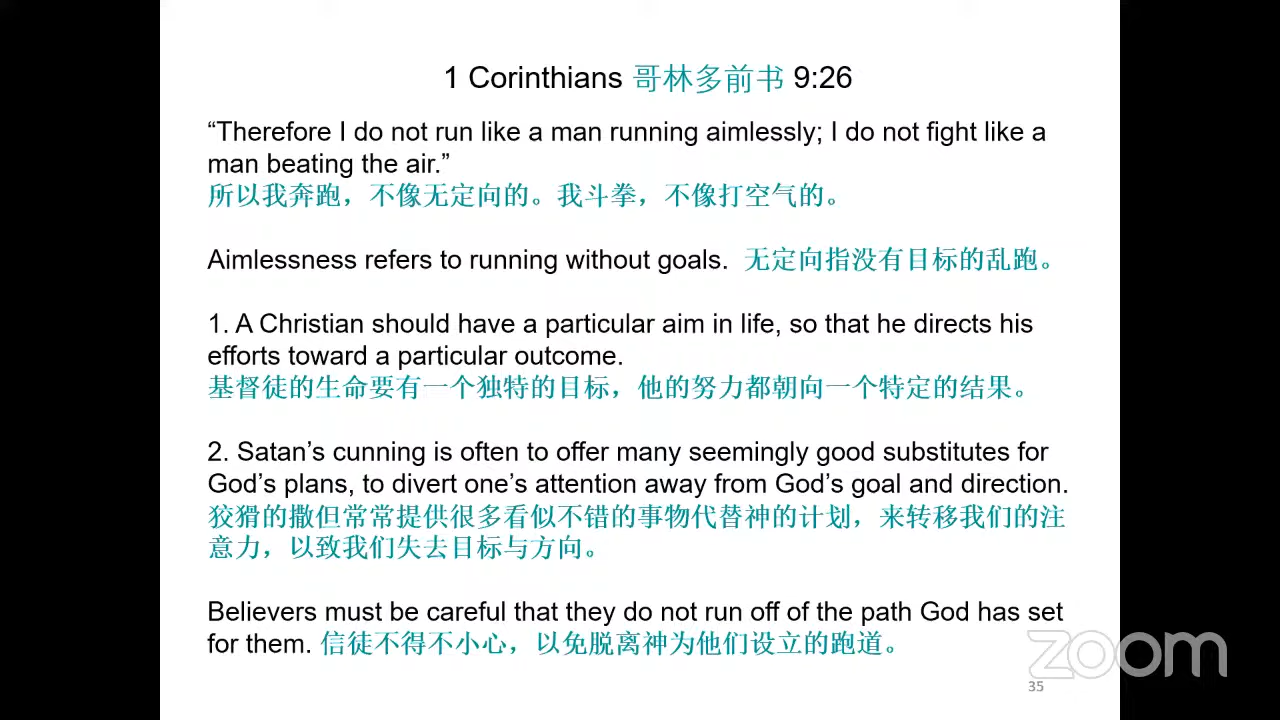 1 Corinthians 哥林多前书 9:26
“Therefore I do not run like a man running aimlessly; I do not fight like a
man beating the air.”
所以我奔跑，不像无定向的。我斗拳，不像打空气的。
Aimlessness refers to running without goals. 无定向指没有目标的乱跑。
1. A Christian should have a particular aim in life, so that he directs his
efforts toward a particular outcome.
基督徒的生命要有一个独特的目标，他的努力都朝向一个特定的结果。
2. Satan’s cunning is often to offer many seemingly good substitutes for
God’s plans, to divert one’s attention away from God’s goal and direction.
狡猾的撒但常常提供很多看似不错的事物代替神的计划，来转移我们的注
意力，以致我们失去目标与方向。
Believers must be careful that they do not run off of the path God has set
for them. 信徒不得不小心，以免脱离神为他们设立的跑道。
zoom
35